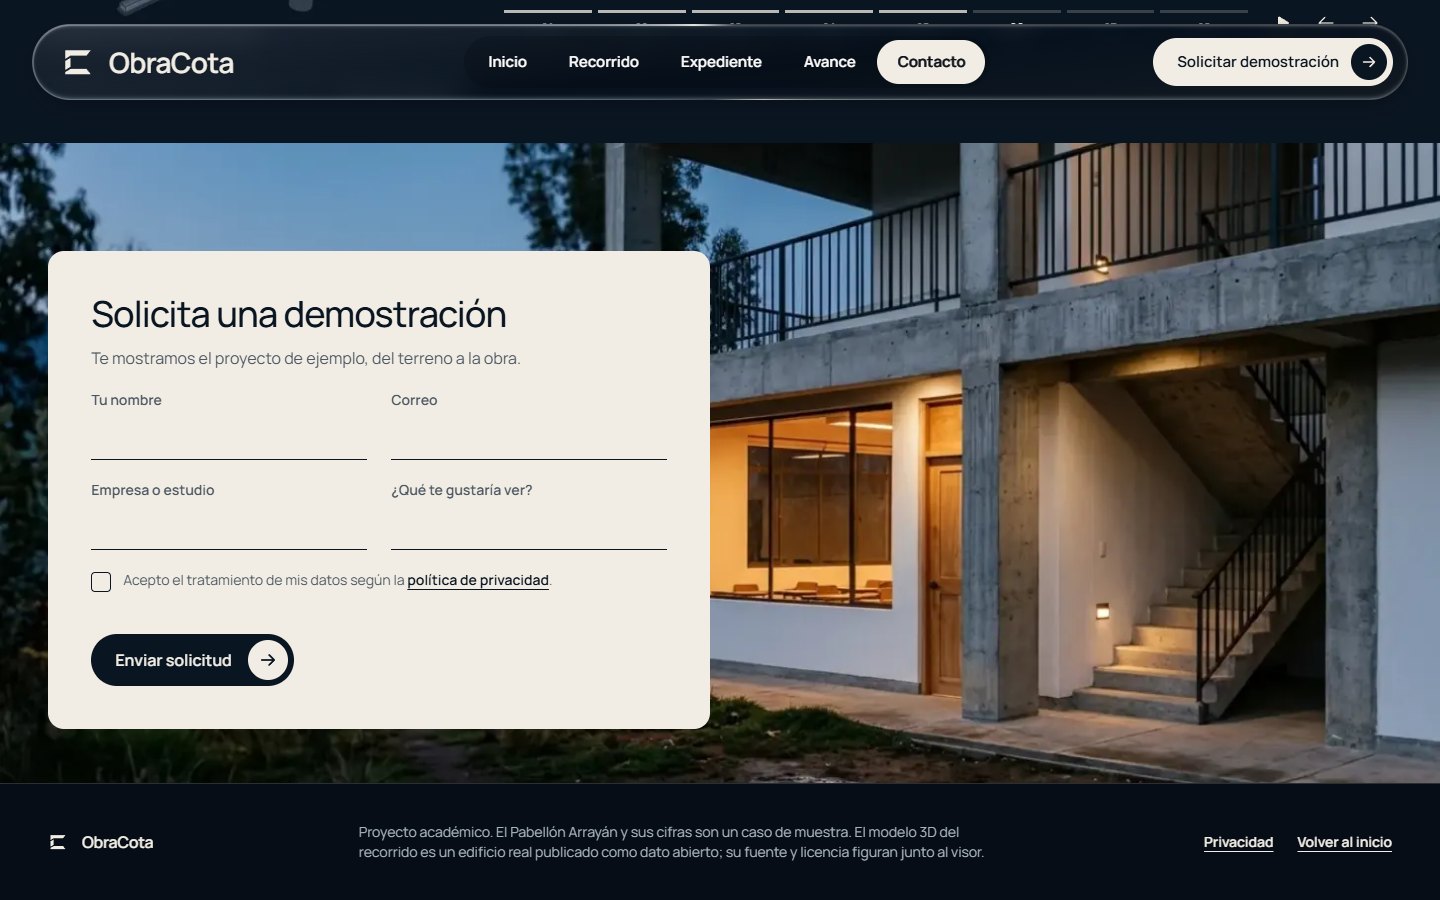 ObraCota
Inicio
Recorrido
Expediente
Avance
Contacto
Solicitar demostración
Solicita una demostración
Te mostramos el proyecto de ejemplo, del terreno a la obra.
Tu nombre
Correo
Empresa o estudio
¿Qué te gustaría ver?
Acepto el tratamiento de mis datos según la política de privacidad.
Enviar solicitud
ObraCota
Proyecto académico. El Pabellón Arrayán y sus cifras son un caso de muestra. El modelo 3D del
recorrido es un edificio real publicado como dato abierto; su fuente y licencia figuran junto al visor.
Privacidad
Volver al inicio